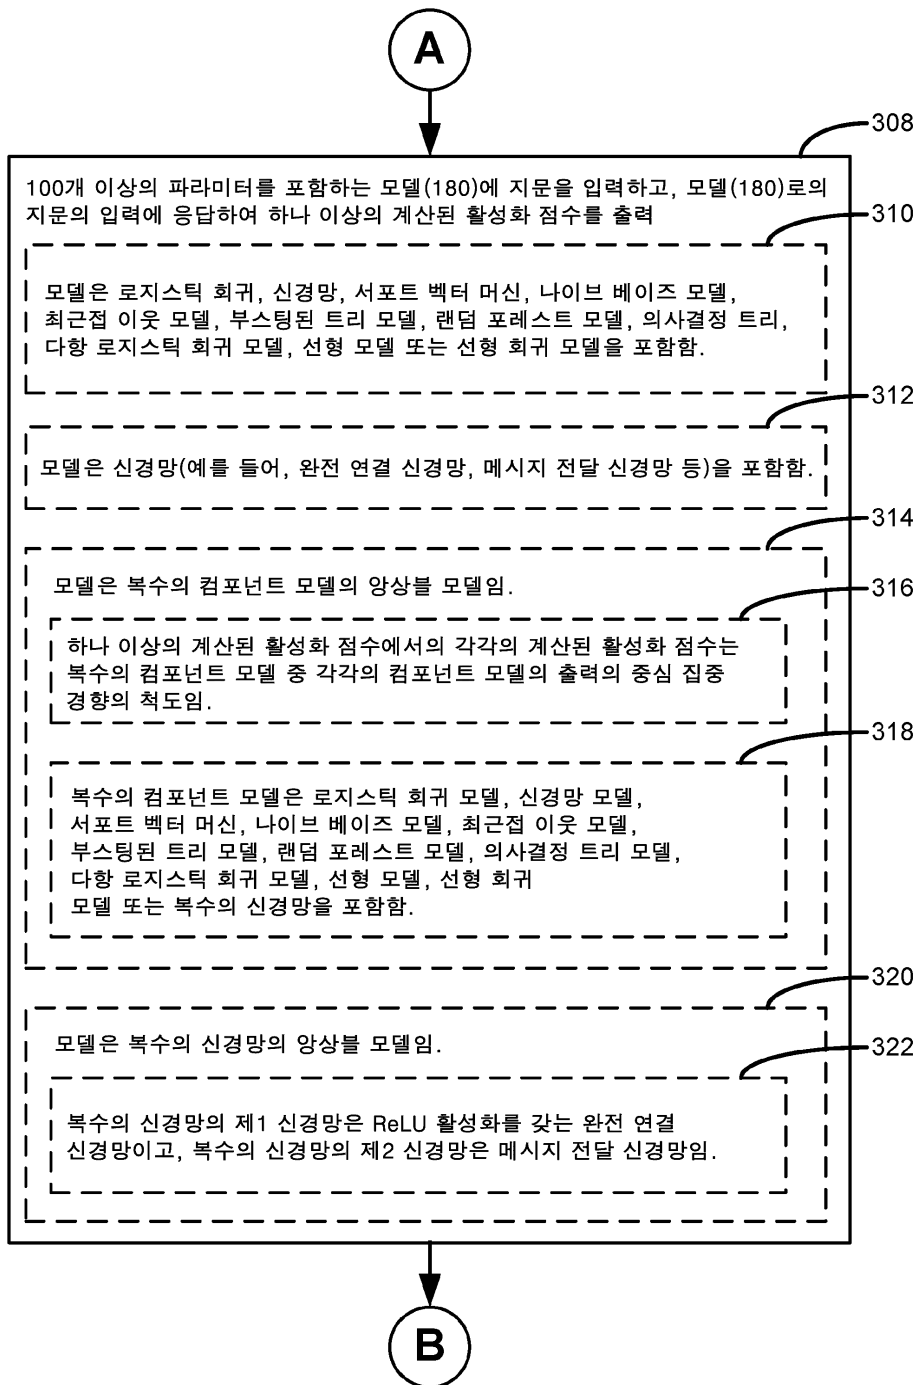 A
308
100개 이상의 파라미터를 포함하는 모델(180)에 지문을 입력하고, 모델(180)로의
지문의 입력에 응답하여 하나 이상의 계산된 활성화 점수를 출력
310
모델은 로지스틱 회귀, 신경망, 서포트 벡터 머신, 나이브 베이즈 모델,
최근접 이웃 모델, 부스팅된 트리 모델, 랜덤 포레스트 모델, 의사결정 트리,
다항 로지스틱 회귀 모델, 선형 모델 또는 선형 회귀 모델을 포함함.
312
모델은 신경망(예를 들어, 완전 연결 신경망, 메시지 전달 신경망 등)을 포함함.
314
모델은 복수의 컴포넌트 모델의 앙상블 모델임.
316
하나 이상의 계산된 활성화 점수에서의 각각의 계산된 활성화 점수는
복수의 컴포넌트 모델 중 각각의 컴포넌트 모델의 출력의 중심 집중
경향의 척도임.
318
복수의 컴포넌트 모델은 로지스틱 회귀 모델, 신경망 모델,
서포트 벡터 머신, 나이브 베이즈 모델, 최근접 이웃 모델,
부스팅된 트리 모델, 랜덤 포레스트 모델, 의사결정 트리 모델,
다항 로지스틱 회귀 모델, 선형 모델, 선형 회귀
모델 또는 복수의 신경망을 포함함.
320
모델은 복수의 신경망의 앙상블 모델임.
322
복수의 신경망의 제1 신경망은 ReLU 활성화를 갖는 완전 연결
신경망이고, 복수의 신경망의 제2 신경망은 메시지 전달 신경망임.
B